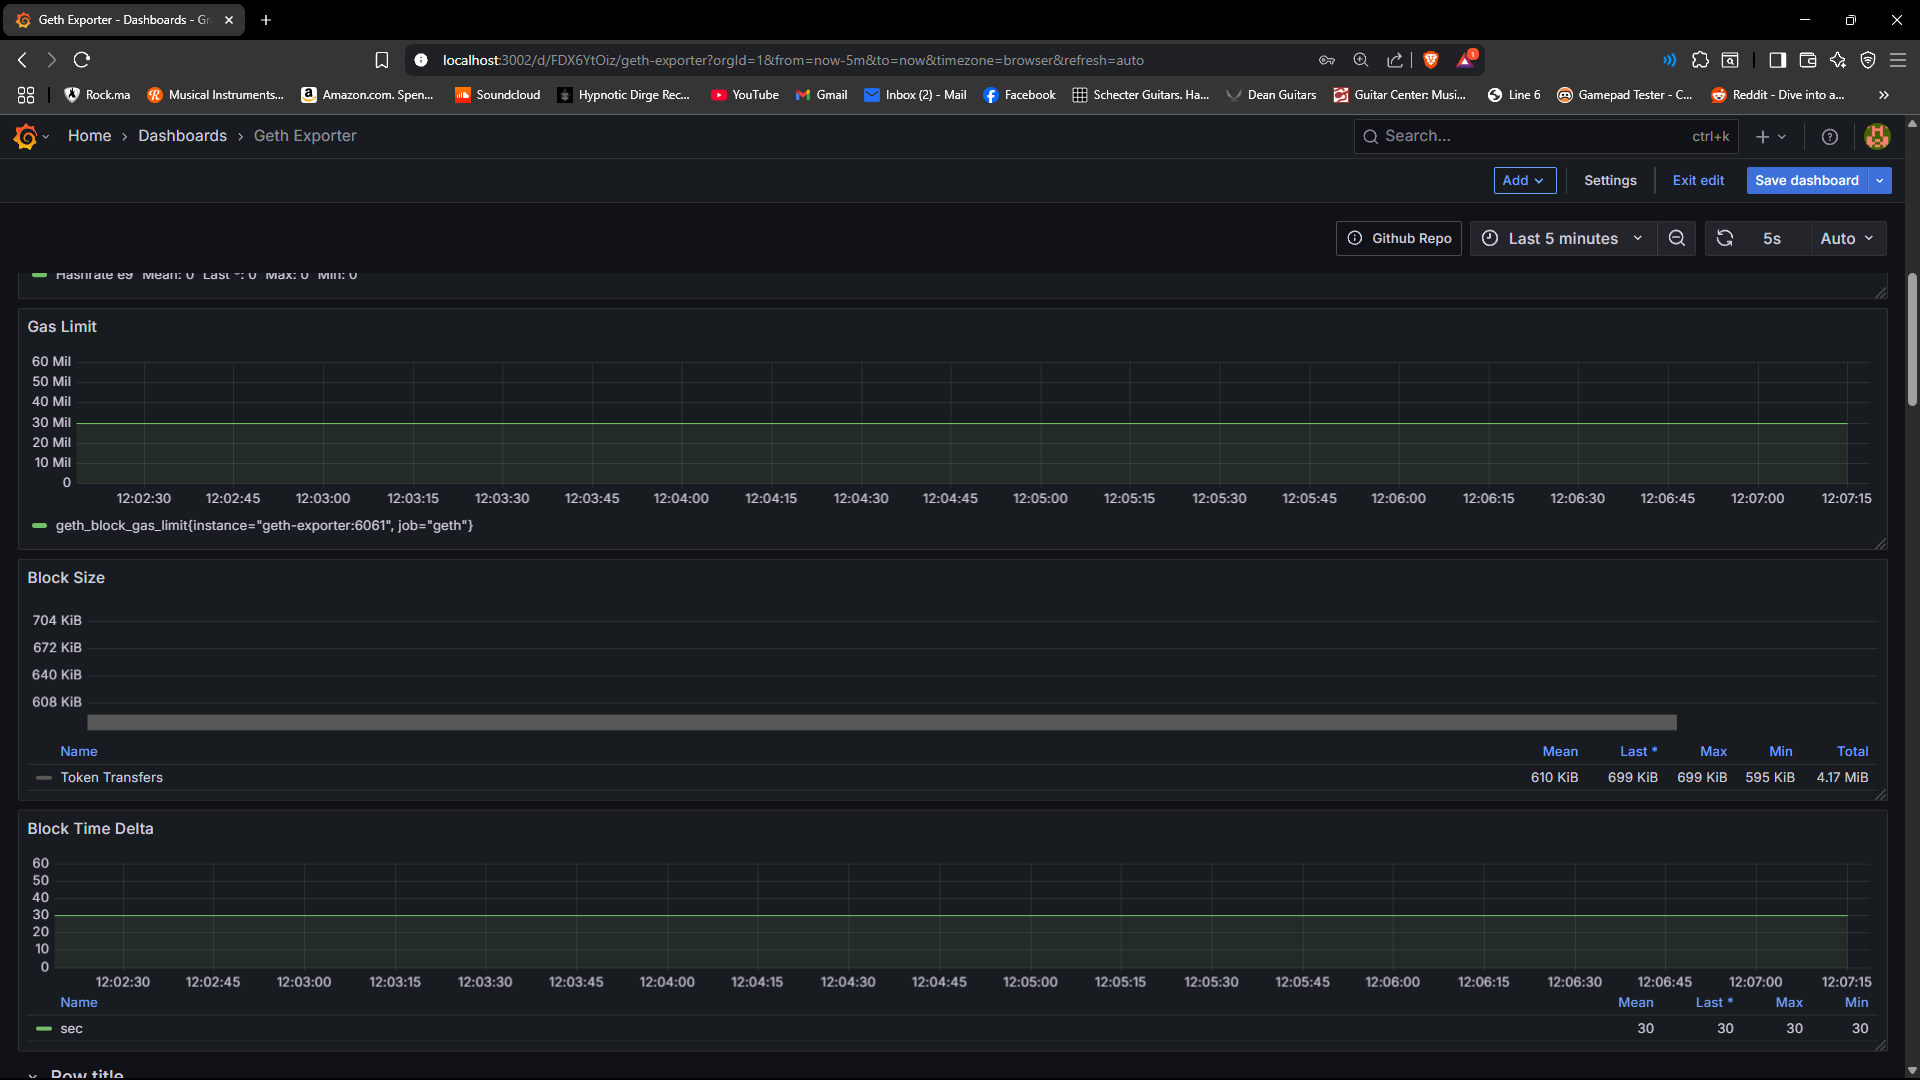 Geth Exporter - Dashboards - Gr
localhost:3002/d/FDX6YtOiz/geth-exporter?orgId=1&from=now-5m&to=now&timezone=browser&refresh=auto
1
Rock.ma Musical Instruments... Amazon.com. Spen... Soundcloud Hypnotic Dirge Rec... YouTube Gmail Inbox (2) - Mail Facebook Schecter Guitars. Ha... Dean Guitars Guitar Center: Musi... Line 6 Gamepad Tester - C... Reddit - Dive into a...
Home › Dashboards › Geth Exporter
Search... ctrl+k
Add Settings Exit edit Save dashboard
Github Repo Last 5 minutes 5s Auto
Hashrate e9 Mean: 0 Last *: 0 Max: 0 Min: 0
Gas Limit
60 Mil
50 Mil
40 Mil
30 Mil
20 Mil
10 Mil
0
12:02:30 12:02:45 12:03:00 12:03:15 12:03:30 12:03:45 12:04:00 12:04:15 12:04:30 12:04:45 12:05:00 12:05:15 12:05:30 12:05:45 12:06:00 12:06:15 12:06:30 12:06:45 12:07:00 12:07:15
geth_block_gas_limit{instance="geth-exporter:6061", job="geth"}
Block Size
704 KiB
672 KiB
640 KiB
608 KiB
Name Mean Last * Max Min Total
Token Transfers 610 KiB 699 KiB 699 KiB 595 KiB 4.17 MiB
Block Time Delta
60
50
40
30
20
10
0
12:02:30 12:02:45 12:03:00 12:03:15 12:03:30 12:03:45 12:04:00 12:04:15 12:04:30 12:04:45 12:05:00 12:05:15 12:05:30 12:05:45 12:06:00 12:06:15 12:06:30 12:06:45 12:07:00 12:07:15
Name Mean Last * Max Min
sec 30 30 30 30
Row title